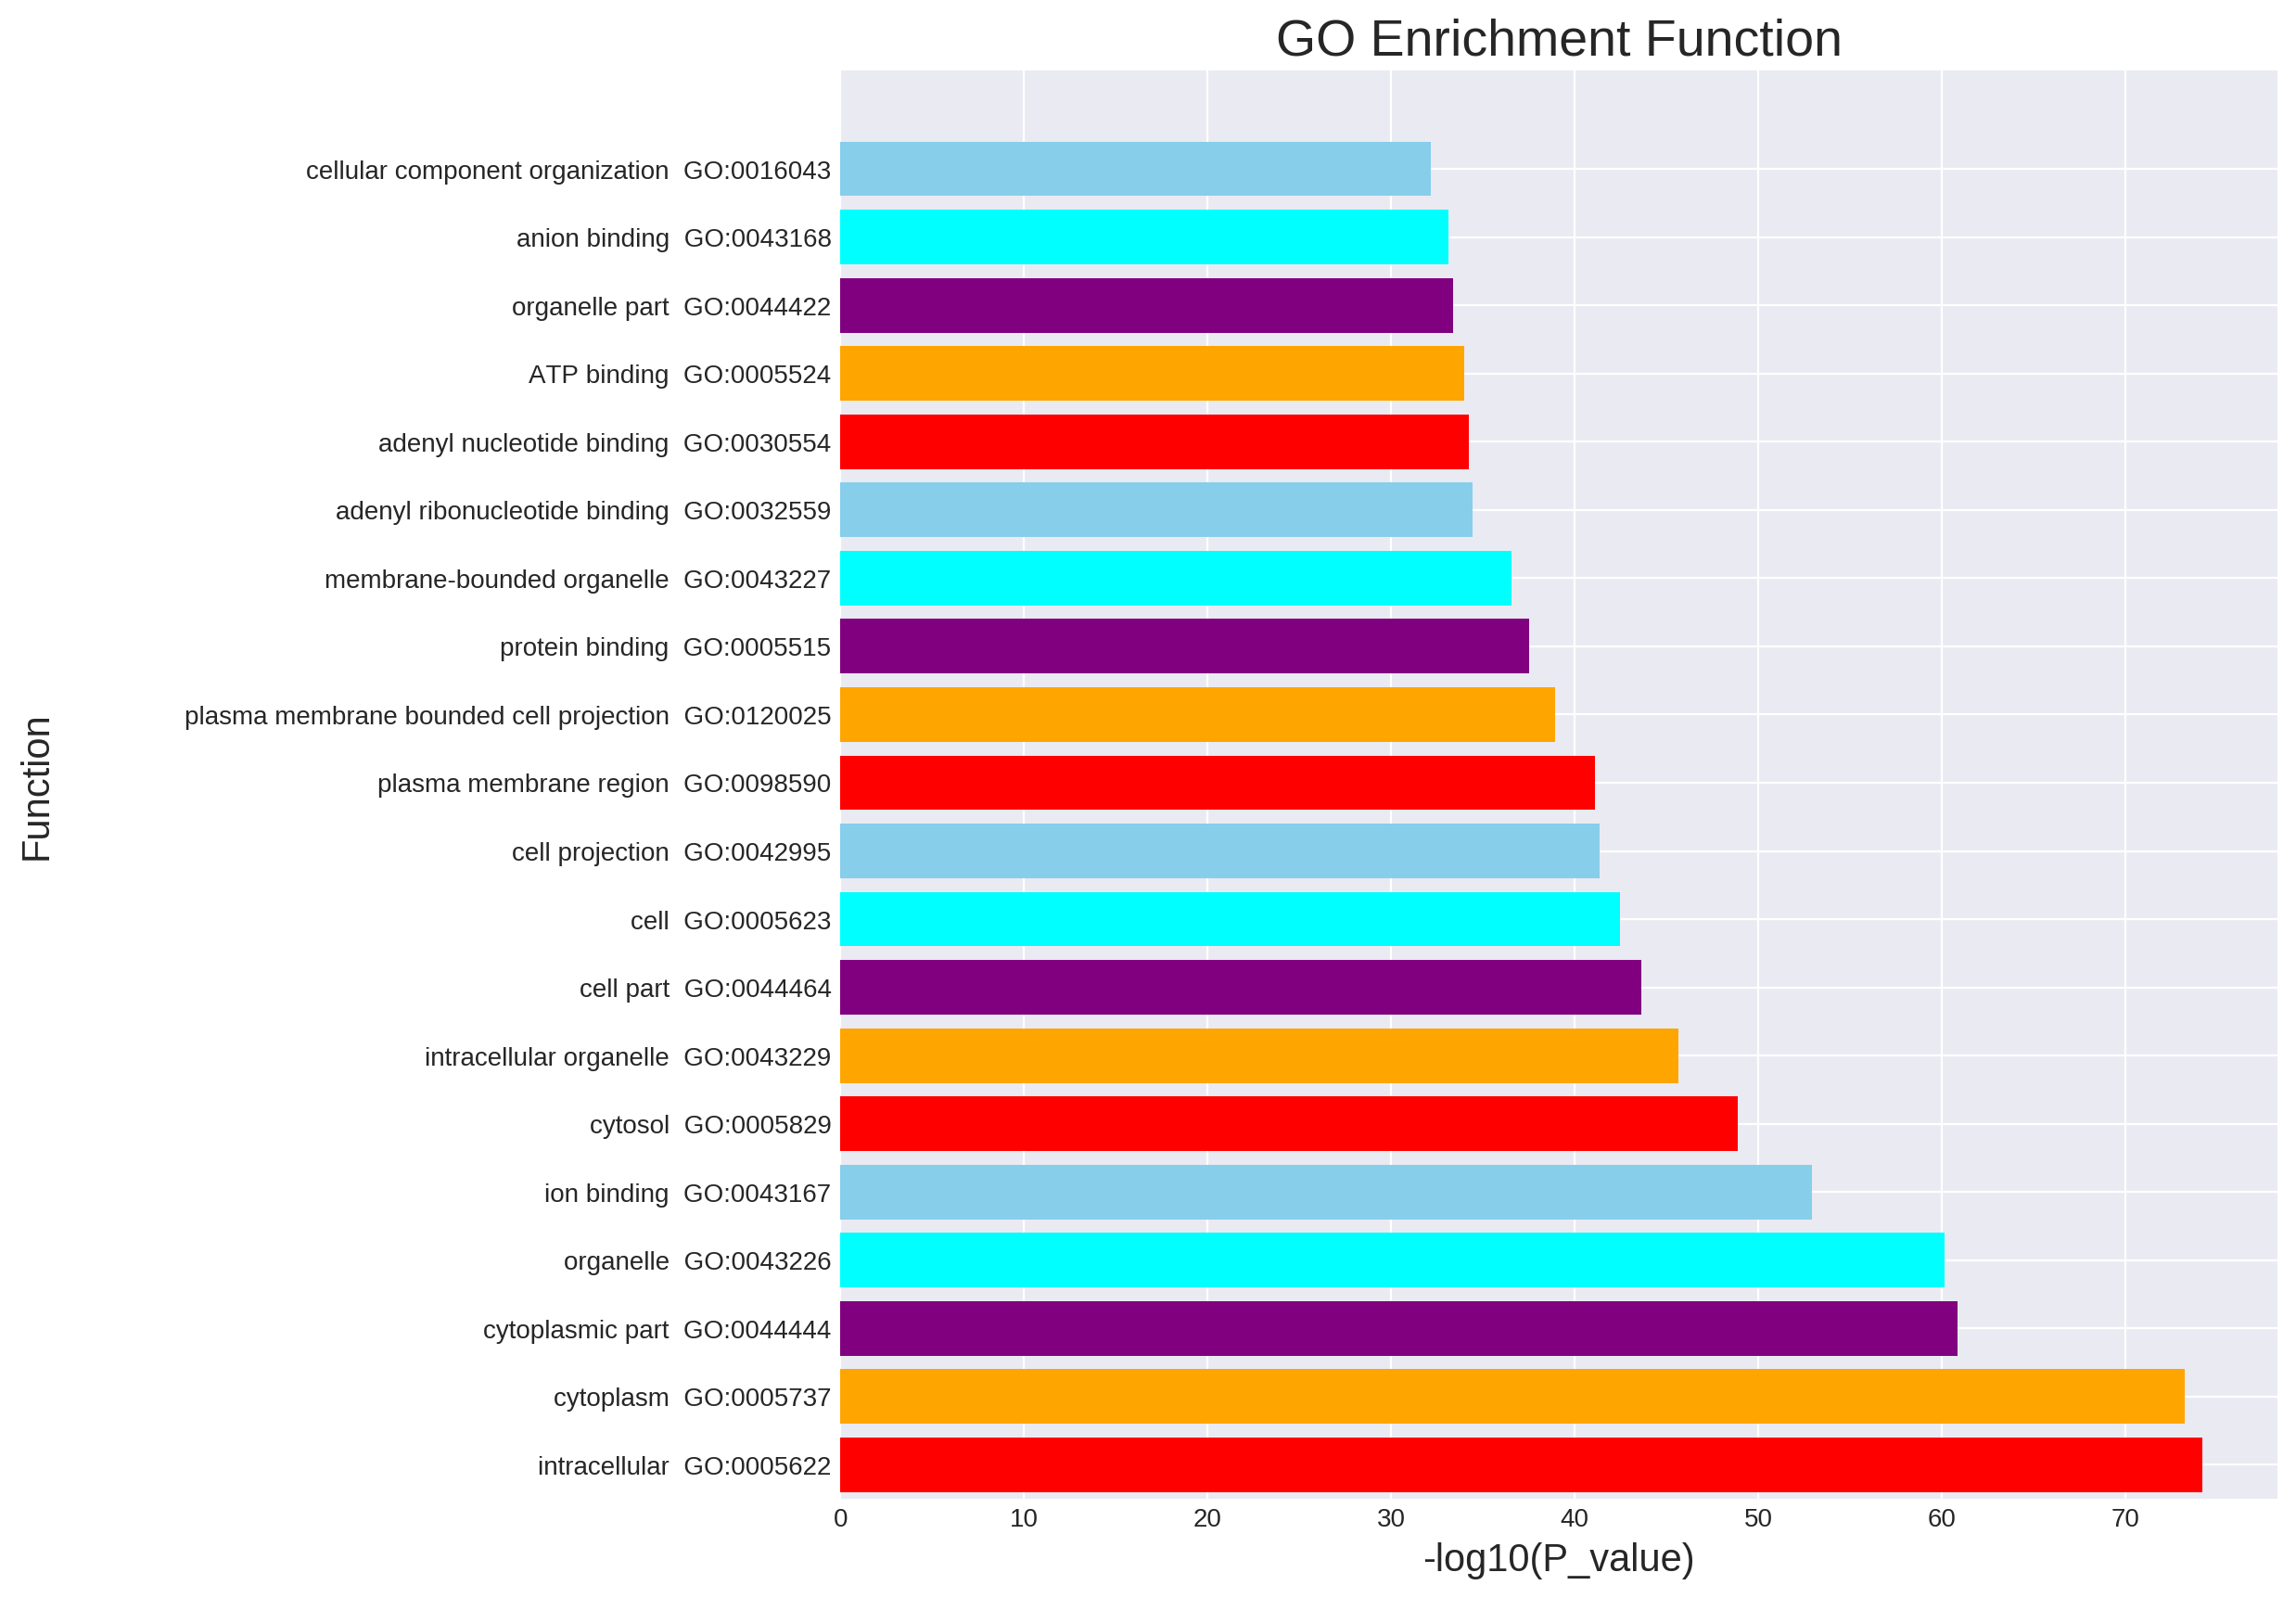 GO Enrichment Function
cellular component organization  GO:0016043
anion binding  GO:0043168
organelle part  GO:0044422
ATP binding  GO:0005524
adenyl nucleotide binding  GO:0030554
adenyl ribonucleotide binding  GO:0032559
membrane-bounded organelle  GO:0043227
protein binding  GO:0005515
plasma membrane bounded cell projection  GO:0120025
plasma membrane region  GO:0098590
cell projection  GO:0042995
cell  GO:0005623
cell part  GO:0044464
intracellular organelle  GO:0043229
cytosol  GO:0005829
ion binding  GO:0043167
organelle  GO:0043226
cytoplasmic part  GO:0044444
cytoplasm  GO:0005737
intracellular  GO:0005622
Function
0 10 20 30 40 50 60 70
-log10(P_value)